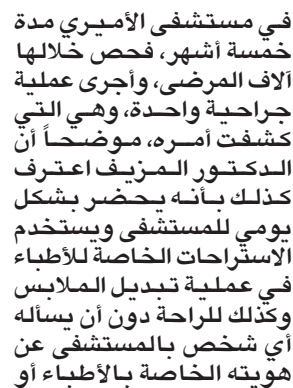 في مستشفى الأميري مدة
خمسة أشهر، فحص خلالها
آلاف المرضى، وأجرى عملية
جراحية واحدة، وهي التي
كشفت أمره، موضحاً أن
الدكتور المزيف اعترف
كذلك بأنه يحضر بشكل
يومي للمستشفى ويستخدم
الاستراحات الخاصة للأطباء
في عملية تبديل الملابس
وكذلك للراحة دون أن يسأله
أي شخص بالمستشفى عن
هويته الخاصة بالأطباء أو